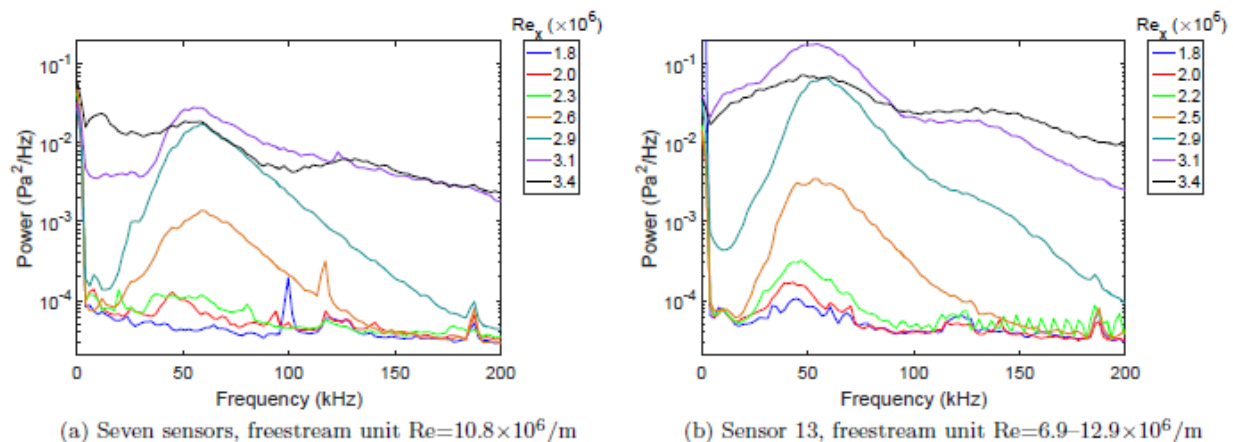 Re_x (×10^6)
10^-1
10^-2
10^-3
10^-4
Power (Pa^2/Hz)
0 50 100 150 200
Frequency (kHz)
1.8
2.0
2.3
2.6
2.9
3.1
3.4
(a) Seven sensors, freestream unit Re=10.8×10^6/m
Re_x (×10^6)
10^-1
10^-2
10^-3
10^-4
Power (Pa^2/Hz)
0 50 100 150 200
Frequency (kHz)
1.8
2.0
2.2
2.5
2.9
3.1
3.4
(b) Sensor 13, freestream unit Re=6.9–12.9×10^6/m